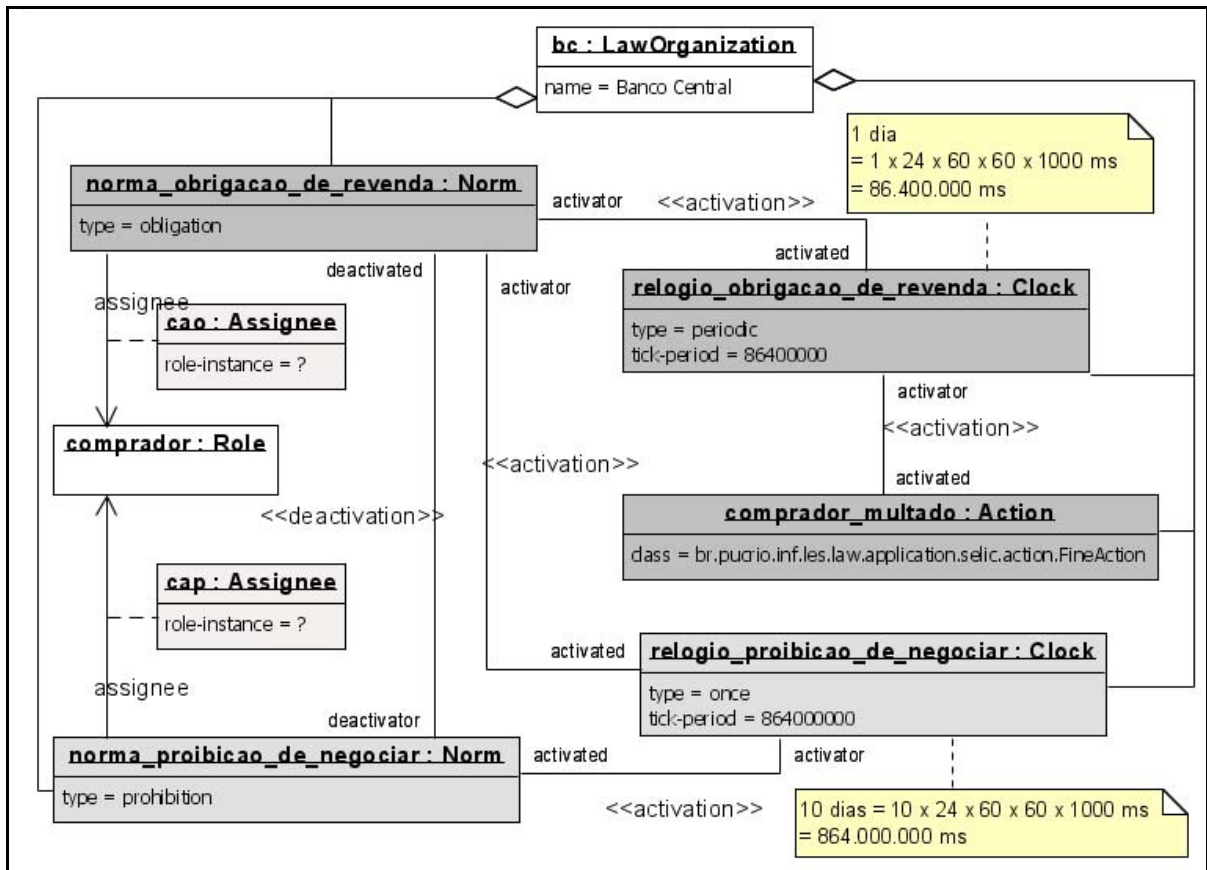 bc : LawOrganization
name = Banco Central
1 dia
= 1 x 24 x 60 x 60 x 1000 ms
= 86.400.000 ms
norma_obrigacao_de_revenda : Norm
type = obligation
activator
<<activation>>
activated
deactivated
activator
assignee
cao : Assignee
role-instance = ?
relogio_obrigacao_de_revenda : Clock
type = periodic
tick-period = 86400000
activator
<<activation>>
activated
comprador : Role
<<activation>>
<<deactivation>>
comprador_multado : Action
class = br.pucrio.inf.les.law.application.selic.action.FineAction
cap : Assignee
role-instance = ?
assignee
activated
relogio_proibicao_de_negociar : Clock
type = once
tick-period = 864000000
deactivator
norma_proibicao_de_negociar : Norm
type = prohibition
activated
activator
<<activation>>
10 dias = 10 x 24 x 60 x 60 x 1000 ms
= 864.000.000 ms